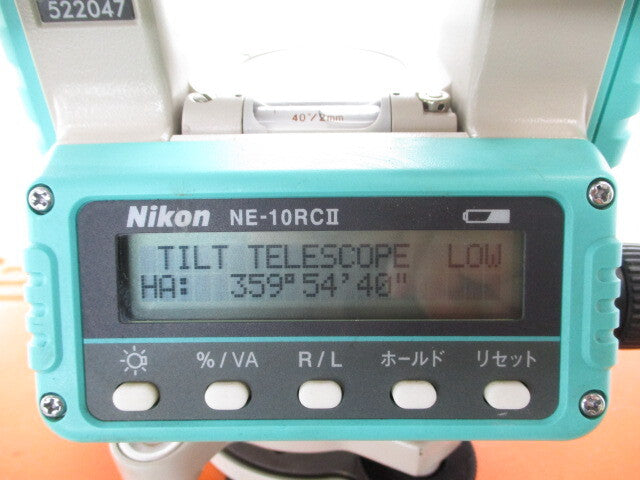 522047
40"/2mm
Nikon NE-10RCⅡ
TILT TELESCOPE LOW
HA: 359°54'40"
%/VA R/L ホールド リセット